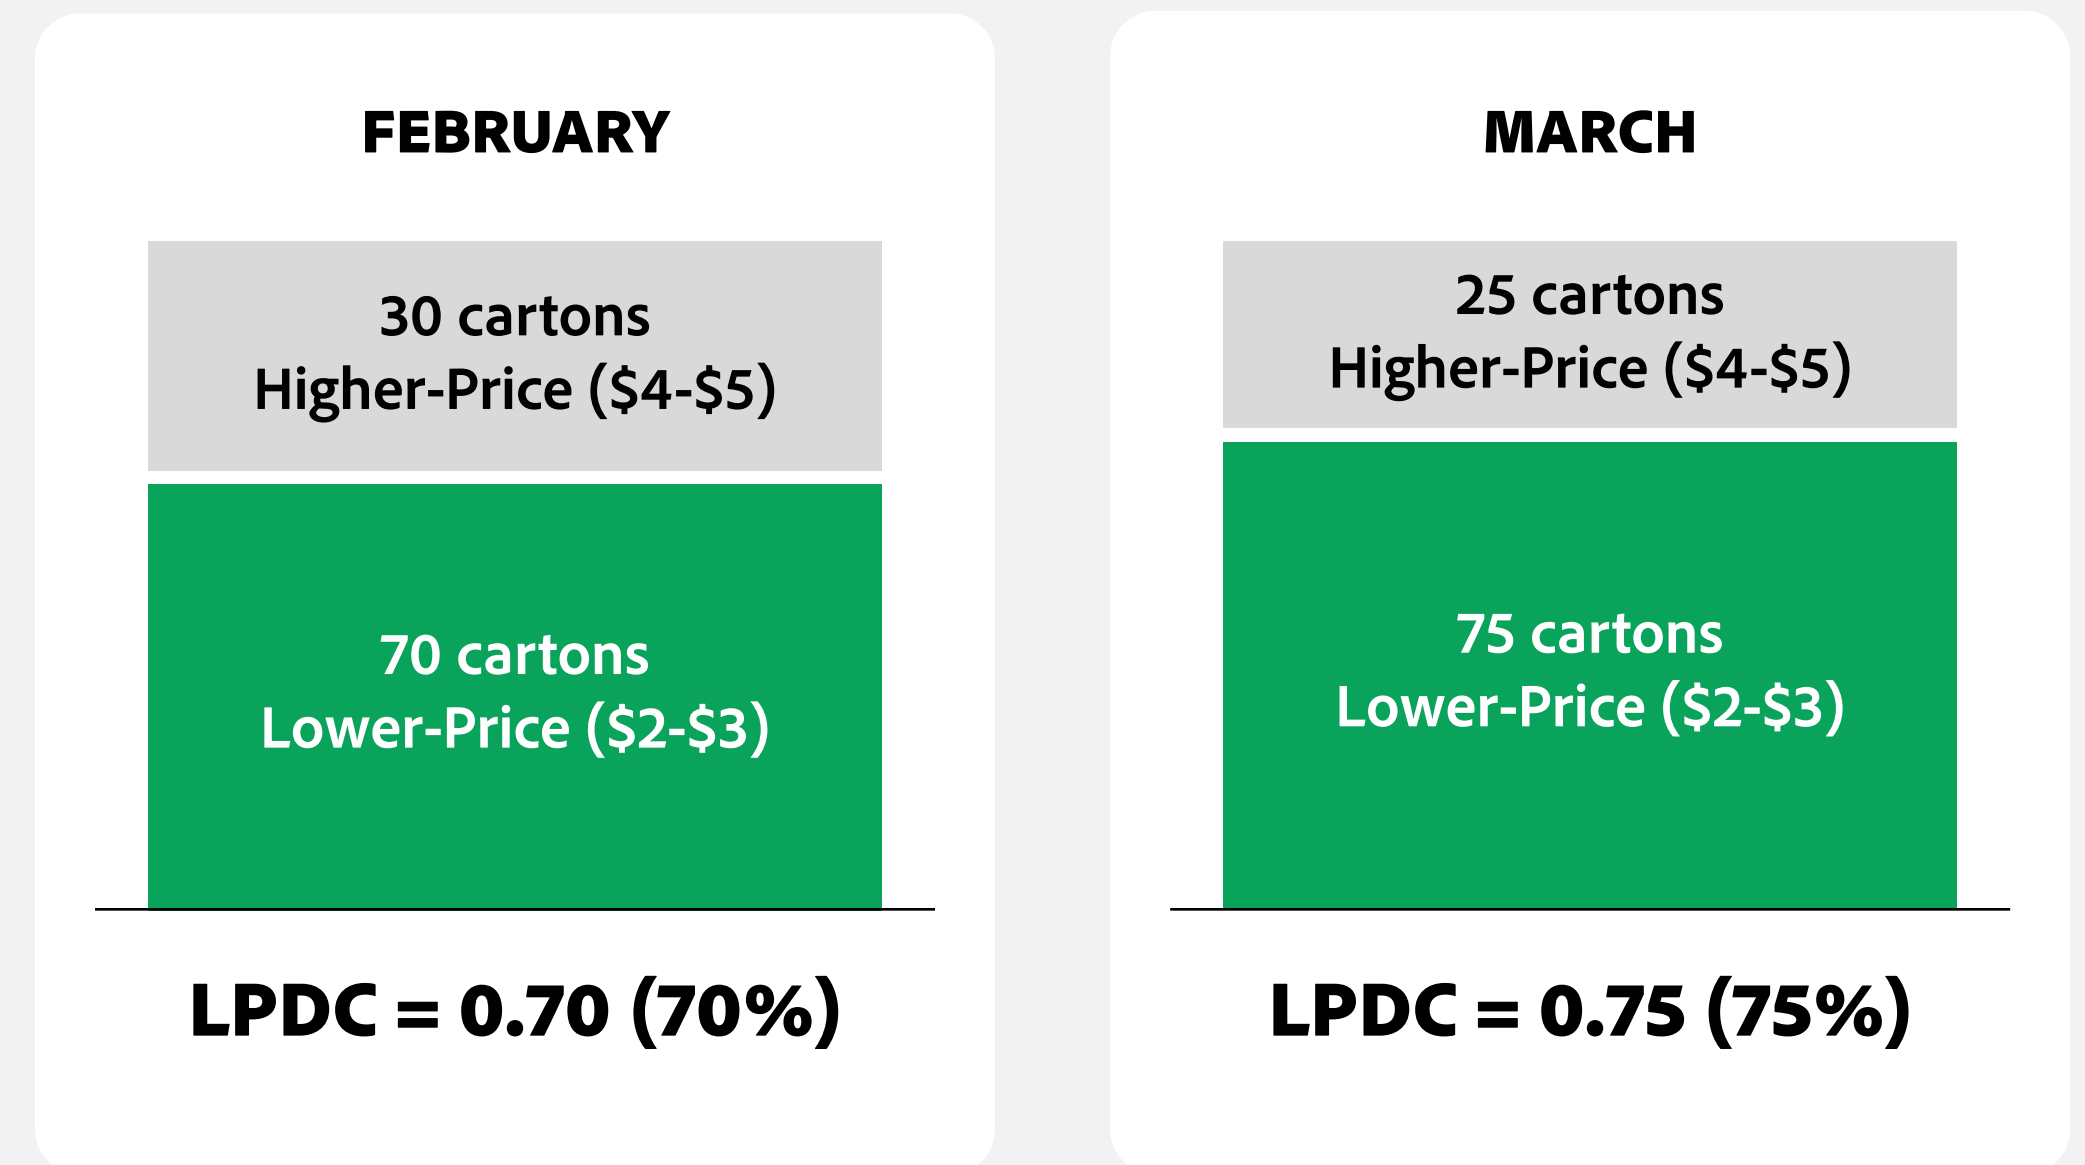 FEBRUARY
30 cartons
Higher-Price ($4-$5)
70 cartons
Lower-Price ($2-$3)
LPDC = 0.70 (70%)
MARCH
25 cartons
Higher-Price ($4-$5)
75 cartons
Lower-Price ($2-$3)
LPDC = 0.75 (75%)